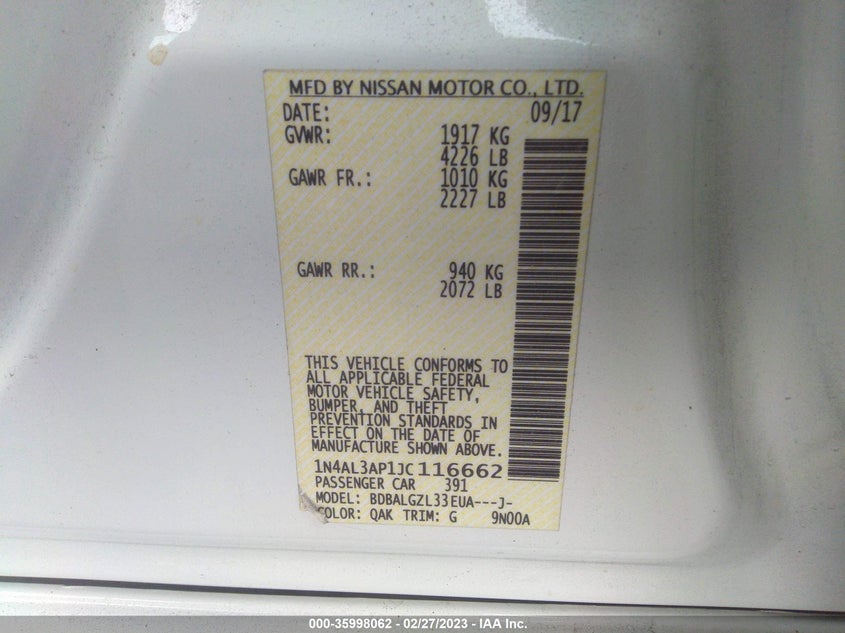 MFD BY NISSAN MOTOR CO., LTD.
DATE: 09/17
GVWR: 1917 KG
4226 LB
GAWR FR.: 1010 KG
2227 LB
GAWR RR.: 940 KG
2072 LB
THIS VEHICLE CONFORMS TO
ALL APPLICABLE FEDERAL
MOTOR VEHICLE SAFETY,
BUMPER, AND THEFT
PREVENTION STANDARDS IN
EFFECT ON THE DATE OF
MANUFACTURE SHOWN ABOVE.
1N4AL3AP1JC116662
PASSENGER CAR 391
MODEL: BDBALGZL33EUA---J-
COLOR: QAK TRIM: G 9N00A
000-35998062 - 02/27/2023 - IAA Inc.